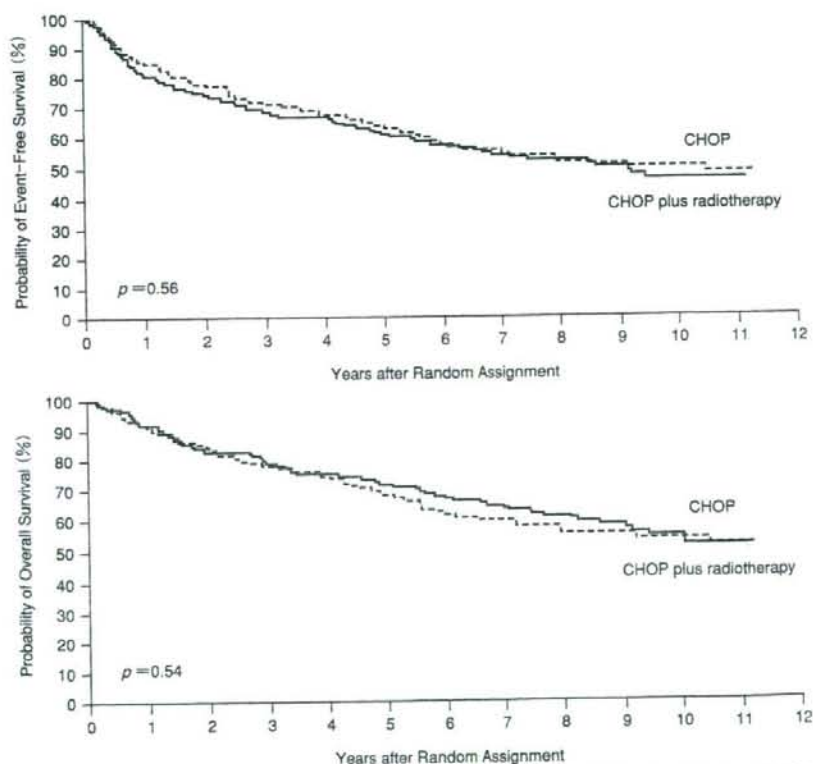 Probability of Event-Free Survival (%)
100
90
80
70
60
50
40
30
20
10
0
CHOP
CHOP plus radiotherapy
p=0.56
0 1 2 3 4 5 6 7 8 9 10 11 12
Years after Random Assignment
Probability of Overall Survival (%)
100
90
80
70
60
50
40
30
20
10
0
CHOP
CHOP plus radiotherapy
p=0.54
0 1 2 3 4 5 6 7 8 9 10 11 12
Years after Random Assignment